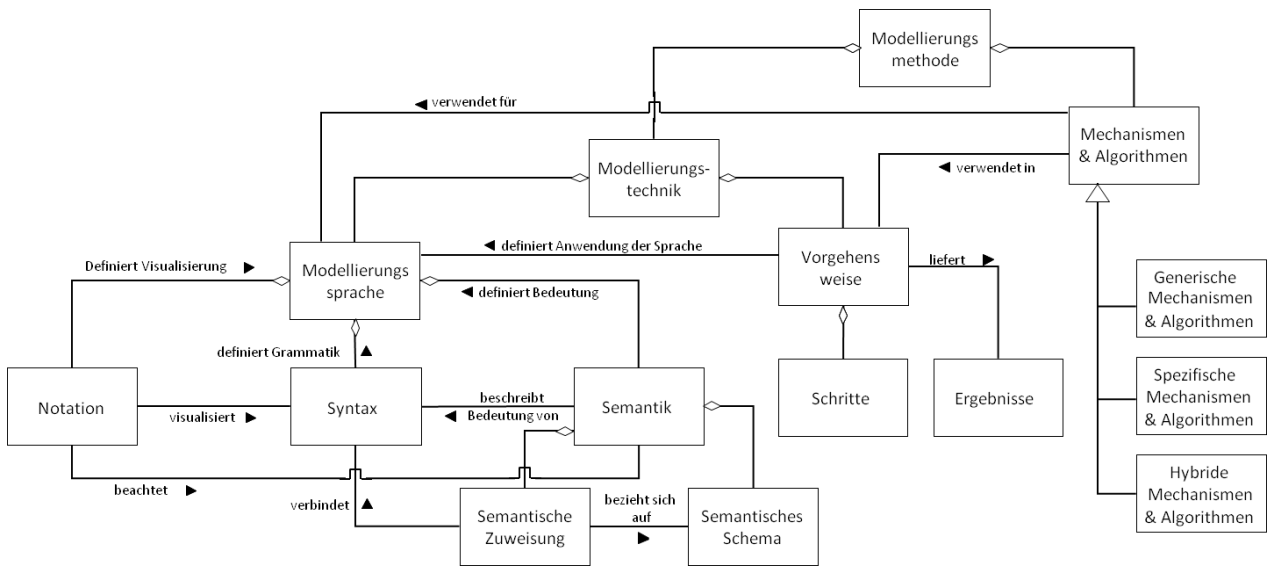 Modellierungs
methode
verwendet für
Mechanismen
& Algorithmen
Modellierungs-
technik
verwendet in
definiert Anwendung der Sprache
Vorgehens
weise
Definiert Visualisierung
Modellierungs
sprache
definiert Bedeutung
liefert
Generische
Mechanismen
& Algorithmen
definiert Grammatik
Notation
visualisiert
Syntax
beschreibt
Bedeutung von
Semantik
Schritte
Ergebnisse
Spezifische
Mechanismen
& Algorithmen
beachtet
verbindet
Semantische
Zuweisung
bezieht sich
auf
Semantisches
Schema
Hybride
Mechanismen
& Algorithmen